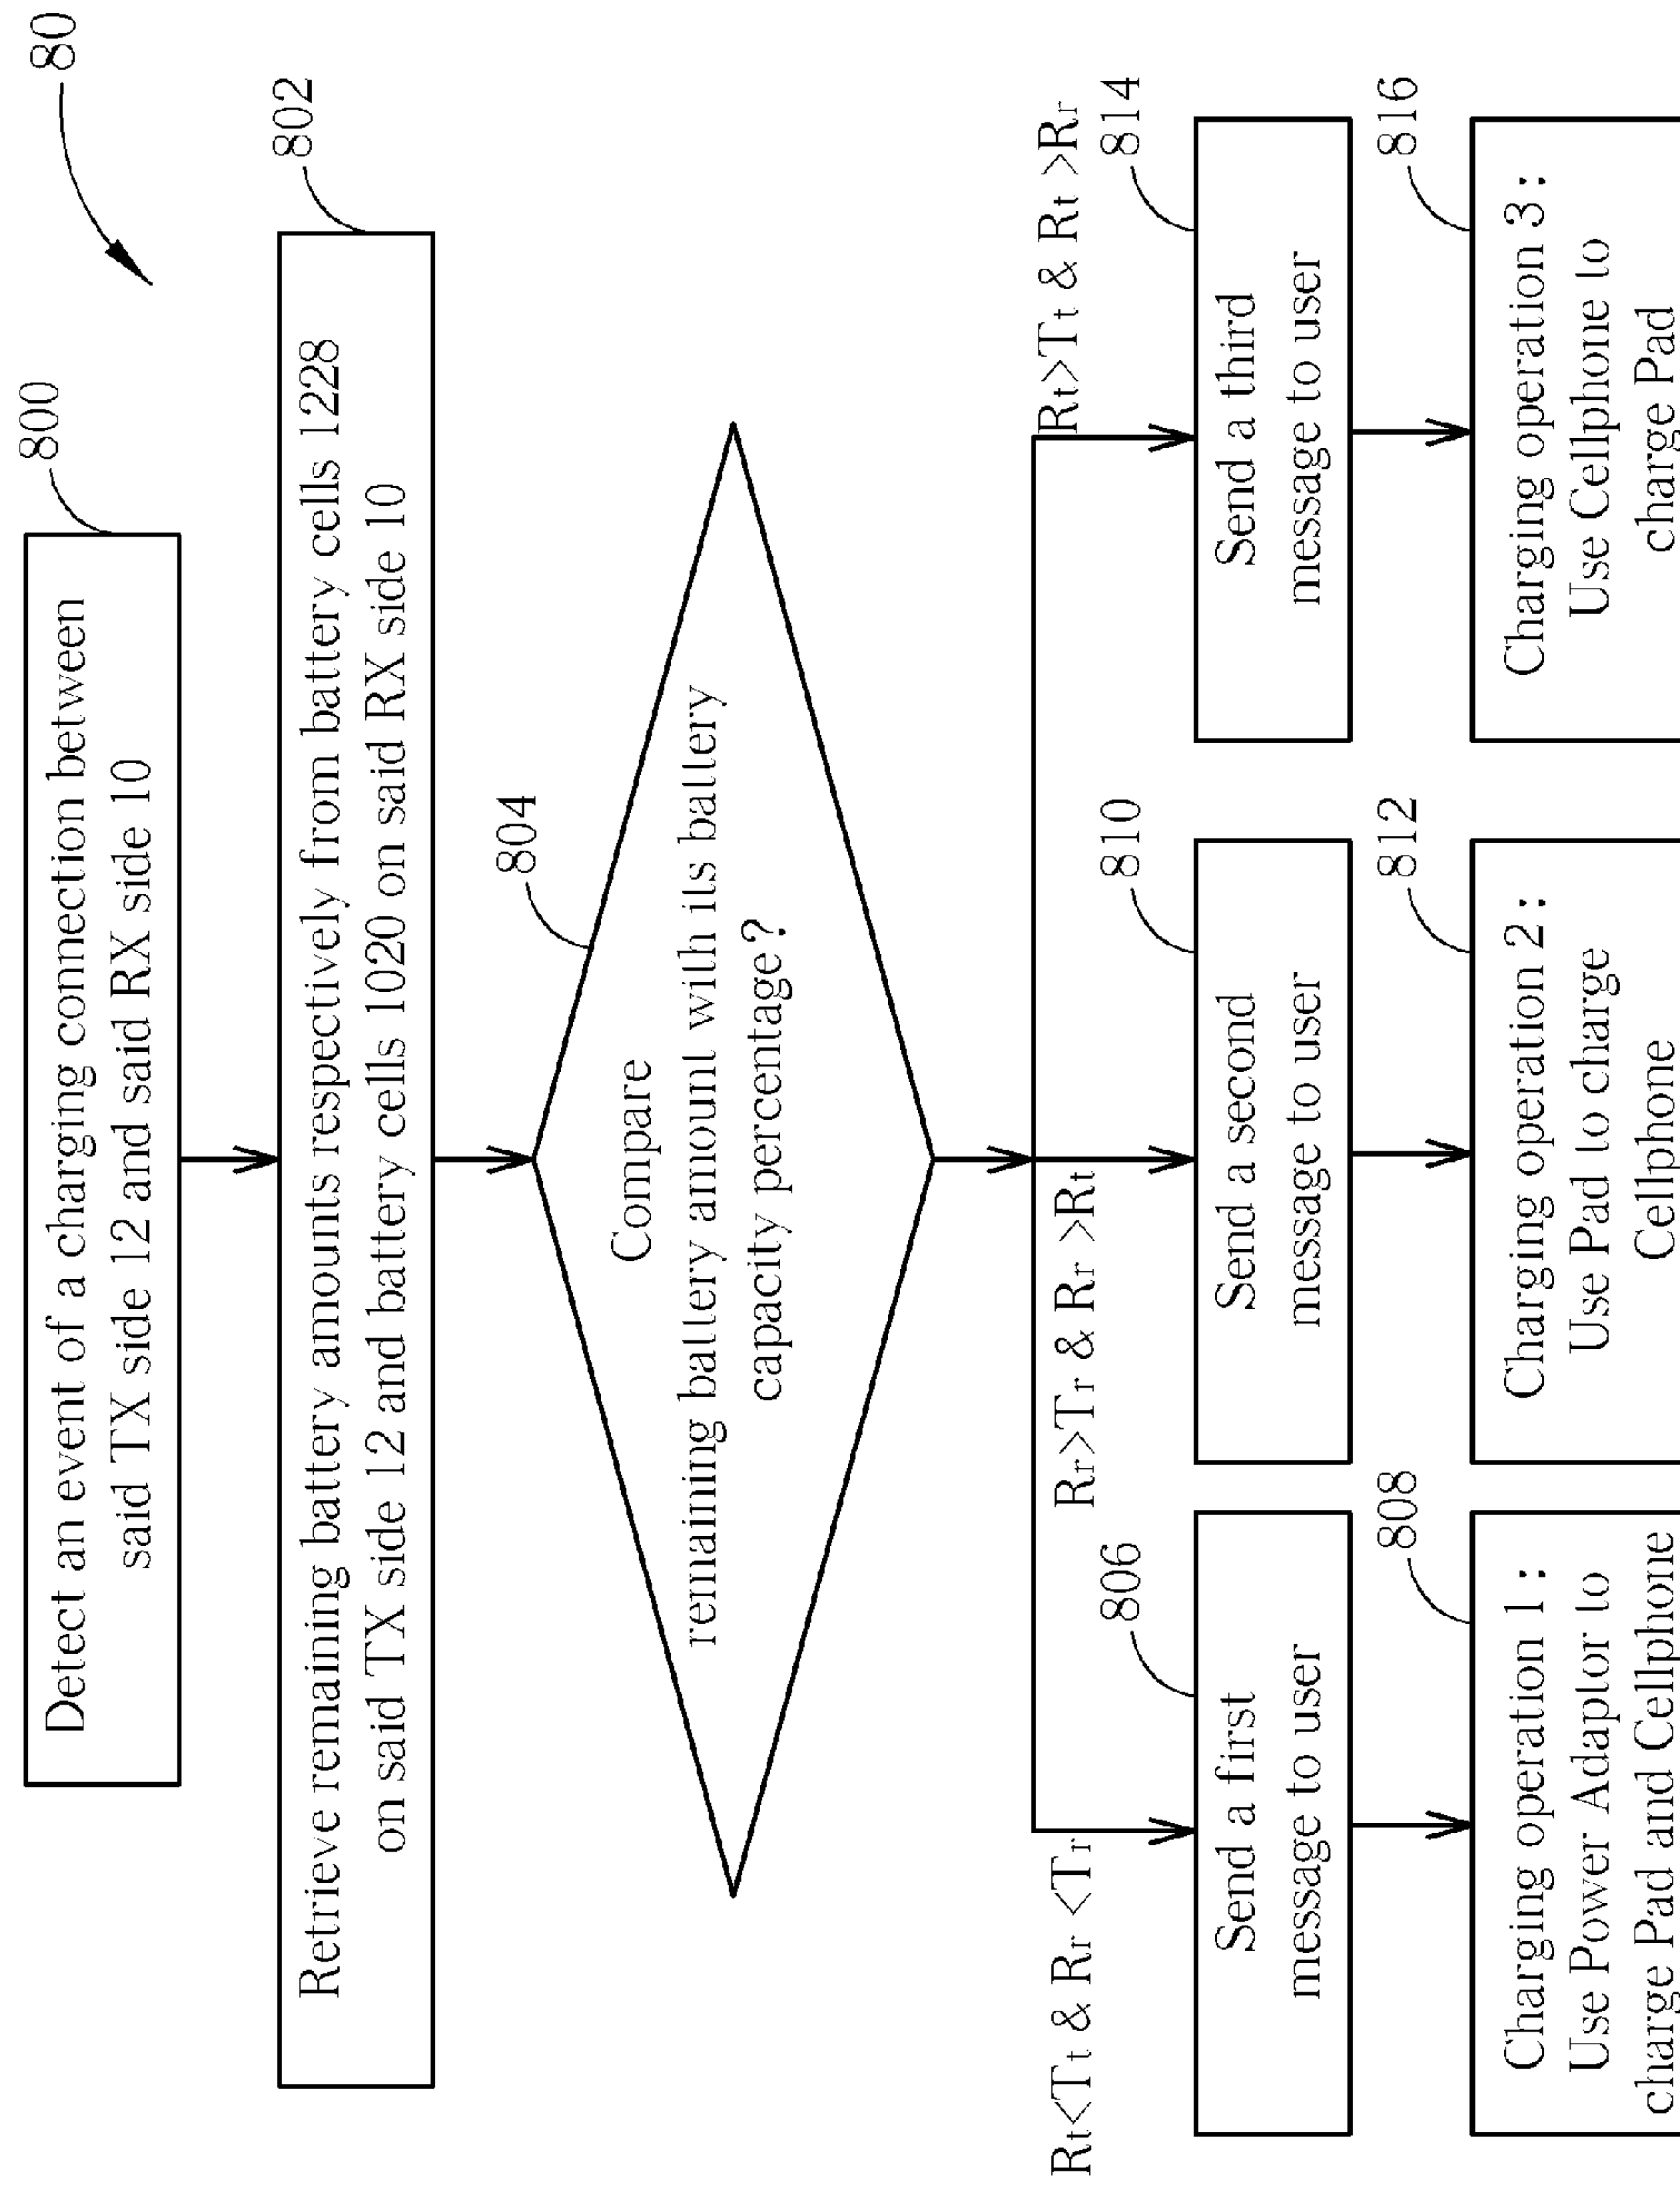 80
800
Detect an event of a charging connection between
said TX side 12 and said RX side 10
802
Retrieve remaining battery amounts respectively from battery cells 1228
on said TX side 12 and battery cells 1020 on said RX side 10
804
Compare
remaining battery amount with its battery
capacity percentage?
Rt<Tt & Rr <Tr
Rr>Tr & Rr >Rt
Rt>Tt & Rt >Rr
806
Send a first
message to user
810
Send a second
message to user
814
Send a third
message to user
808
Charging operation 1:
Use Power Adaptor to
charge Pad and Cellphone
812
Charging operation 2:
Use Pad to charge
Cellphone
816
Charging operation 3:
Use Cellphone to
charge Pad